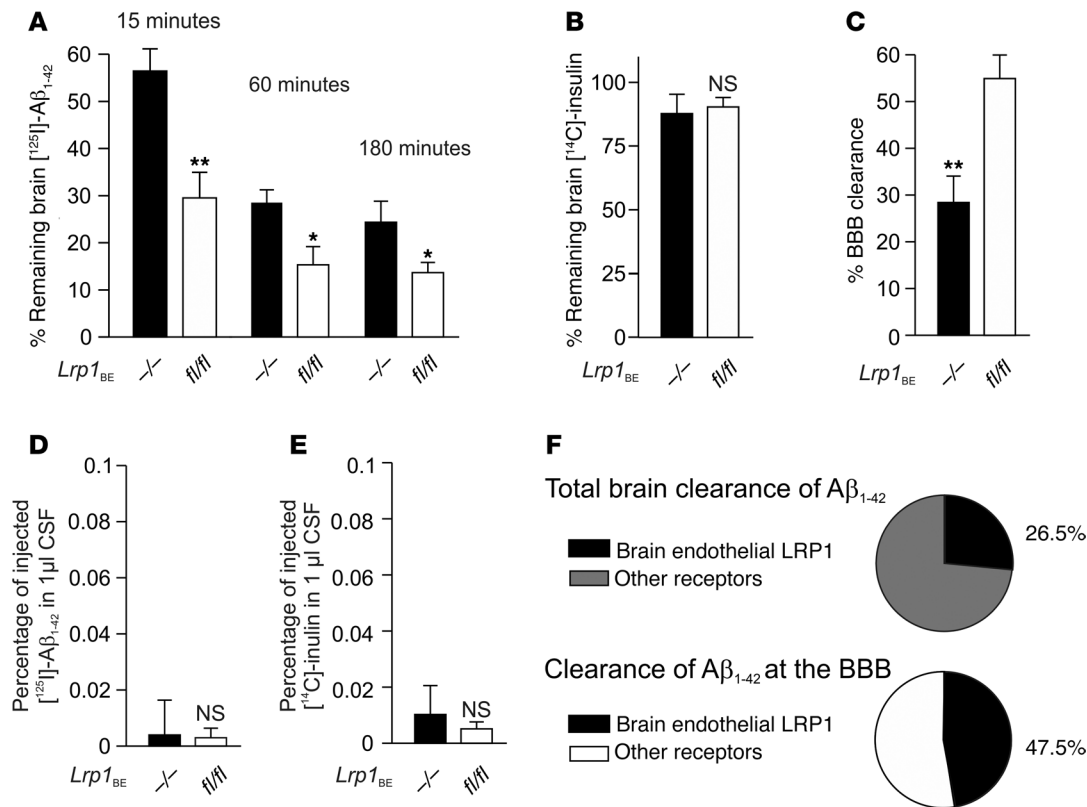 A
15 minutes
60 minutes
180 minutes
% Remaining brain [¹²⁵I]-Aβ₁₋₄₂
60
50
40
30
20
10
0
**
*
*
Lrp1BE
–/– fl/fl –/– fl/fl –/– fl/fl
B
% Remaining brain [¹⁴C]-insulin
100
75
50
25
0
NS
Lrp1BE
–/– fl/fl
C
% BBB clearance
60
50
40
30
20
10
0
**
Lrp1BE
–/– fl/fl
D
Percentage of injected
[¹²⁵I]-Aβ₁₋₄₂ in 1µl CSF
0.1
0.08
0.06
0.04
0.02
0
NS
Lrp1BE
–/– fl/fl
E
Percentage of injected
[¹⁴C]-inulin in 1 µl CSF
0.1
0.08
0.06
0.04
0.02
0
NS
Lrp1BE
–/– fl/fl
F
Total brain clearance of Aβ₁₋₄₂
Brain endothelial LRP1
Other receptors
26.5%
Clearance of Aβ₁₋₄₂ at the BBB
Brain endothelial LRP1
Other receptors
47.5%